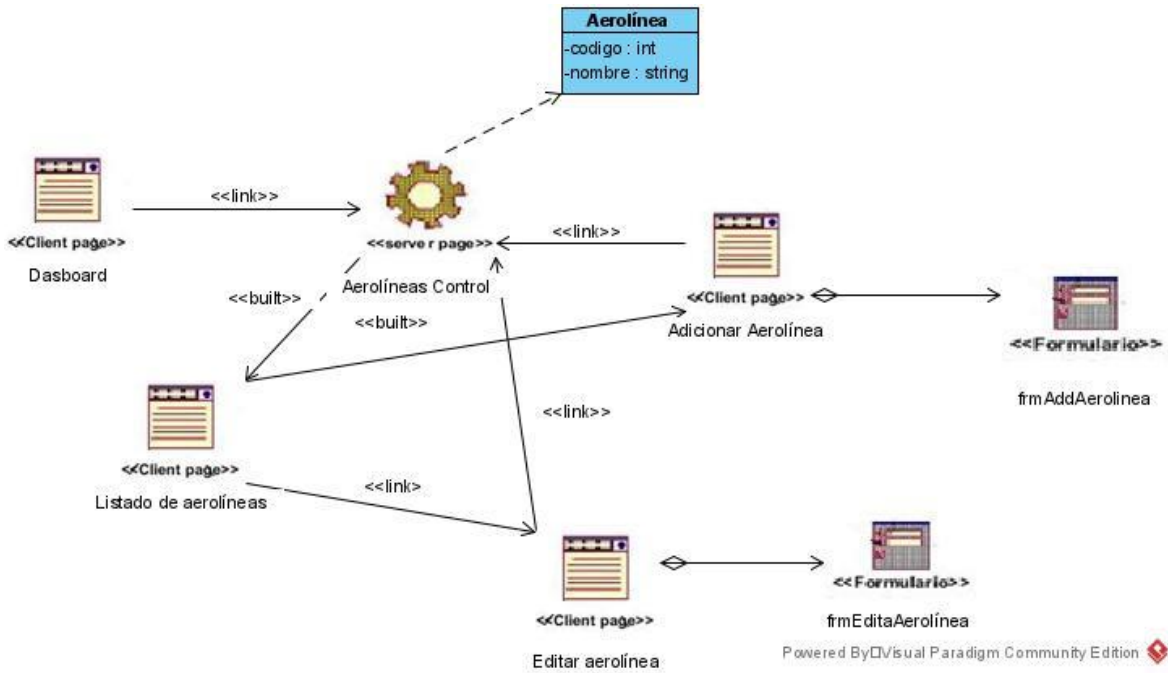 Aerolínea
-codigo : int
-nombre : string
<<link>>
<<Client page>>
Dasboard
<<server page>>
Aerolíneas Control
<<link>>
<<Client page>>
Adicionar Aerolínea
<<built>>
<<built>>
<<Formulario>>
frmAddAerolinea
<<link>>
<<Client page>>
Listado de aerolíneas
<<link>
<<Client page>>
Editar aerolínea
<<Formulario>>
frmEditaAerolínea
Powered By Visual Paradigm Community Edition